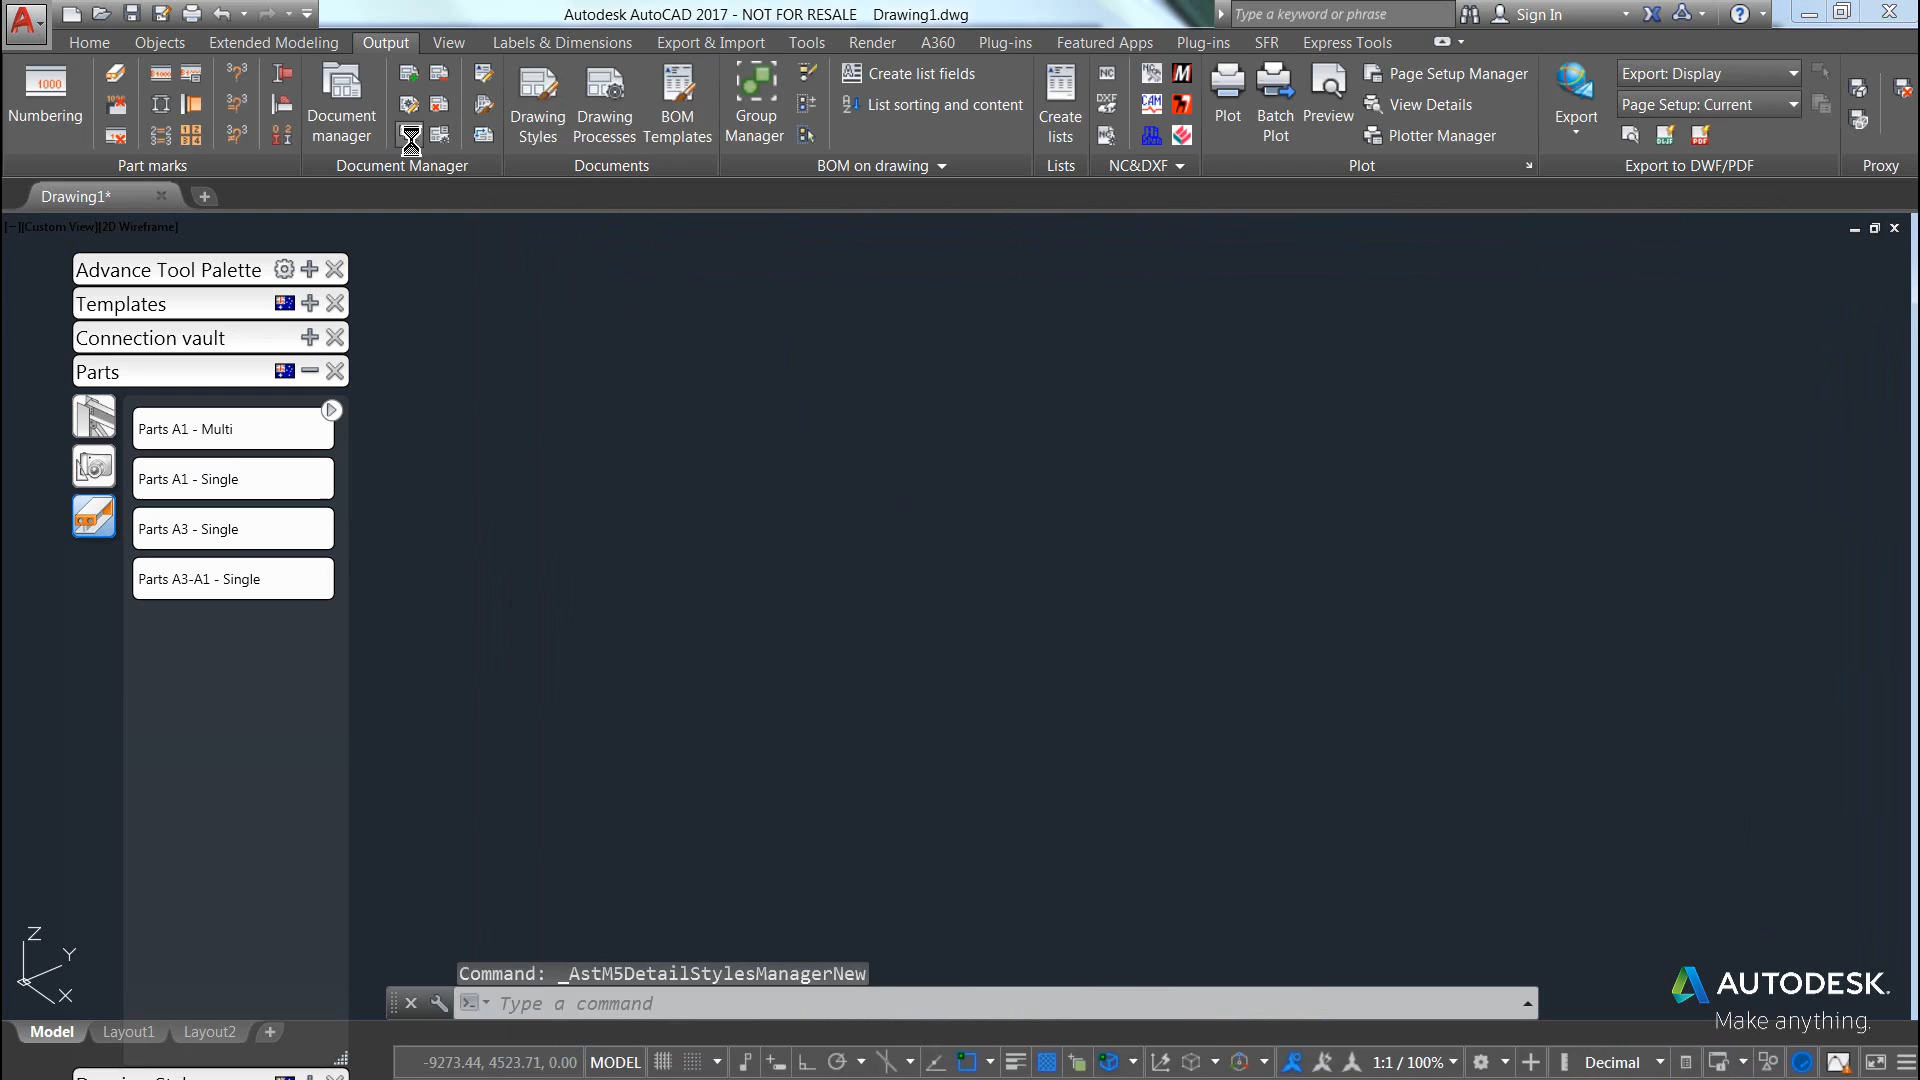 Autodesk AutoCAD 2017 - NOT FOR RESALE Drawing1.dwg
Type a keyword or phrase
Sign In
Home Objects Extended Modeling Output View Labels & Dimensions Export & Import Tools Render A360 Plug-ins Featured Apps Plug-ins SFR Express Tools
Numbering
Document manager
Drawing Styles
Drawing Processes
BOM Templates
Group Manager
Create list fields
List sorting and content
Create lists
NC
DXF
CAM
Plot
Batch Plot
Preview
Page Setup Manager
View Details
Plotter Manager
Export
Export: Display
Page Setup: Current
Part marks
Document Manager
Documents
BOM on drawing
Lists
NC&DXF
Plot
Export to DWF/PDF
Proxy
Drawing1*
[−][Custom View][2D Wireframe]
Advance Tool Palette
Templates
Connection vault
Parts
Parts A1 - Multi
Parts A1 - Single
Parts A3 - Single
Parts A3-A1 - Single
Z
Y
X
Command: _AstM5DetailStylesManagerNew
Type a command
AUTODESK.
Make anything.
Model Layout1 Layout2
-9273.44, 4523.71, 0.00 MODEL
1:1 / 100%
Decimal